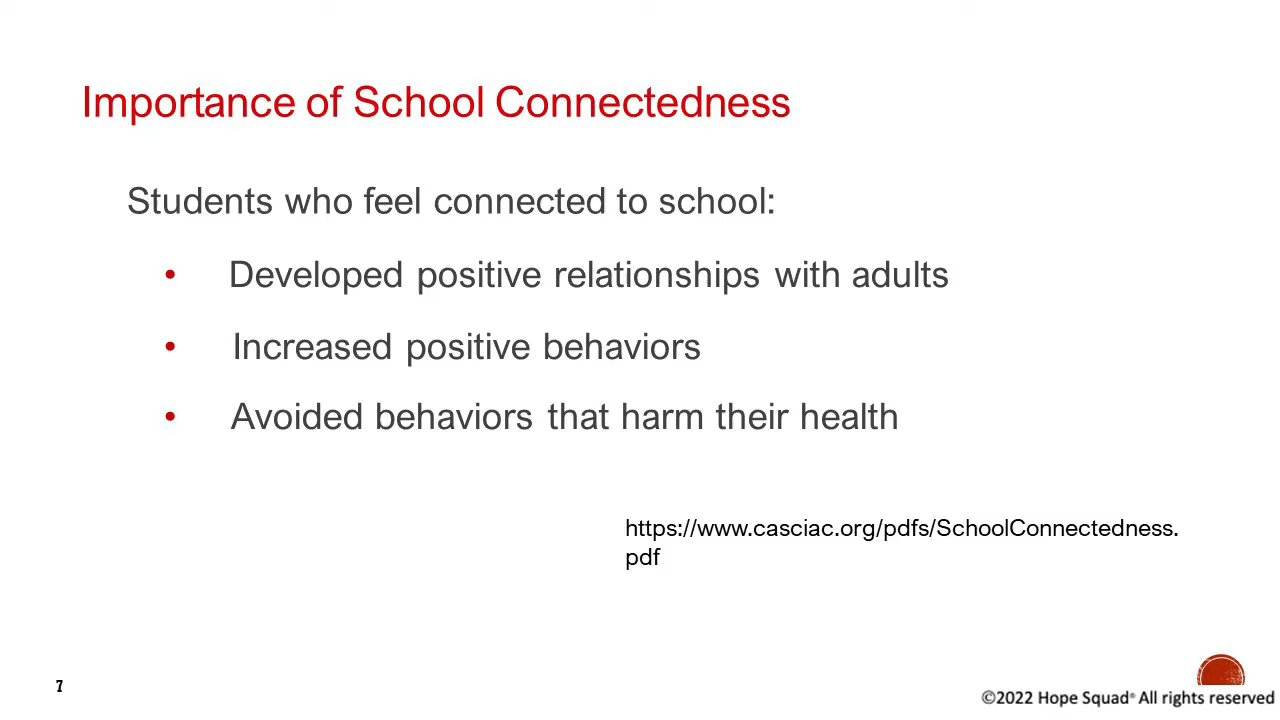 Importance of School Connectedness
Students who feel connected to school:
• Developed positive relationships with adults
• Increased positive behaviors
• Avoided behaviors that harm their health
https://www.casciac.org/pdfs/SchoolConnectedness.
pdf
7
©2022 Hope Squad® All rights reserved